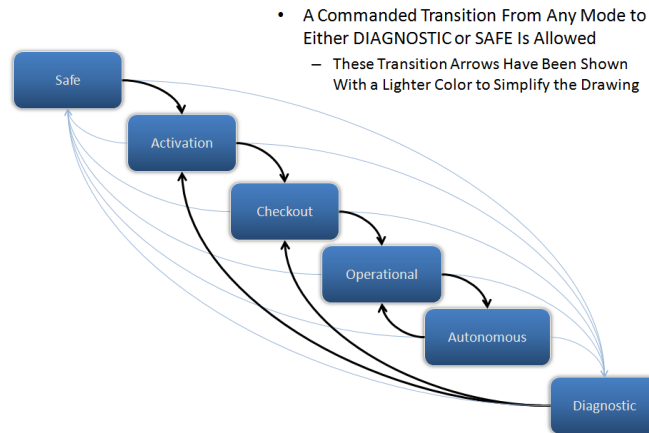 • A Commanded Transition From Any Mode to
Either DIAGNOSTIC or SAFE Is Allowed
– These Transition Arrows Have Been Shown
With a Lighter Color to Simplify the Drawing
Safe
Activation
Checkout
Operational
Autonomous
Diagnostic